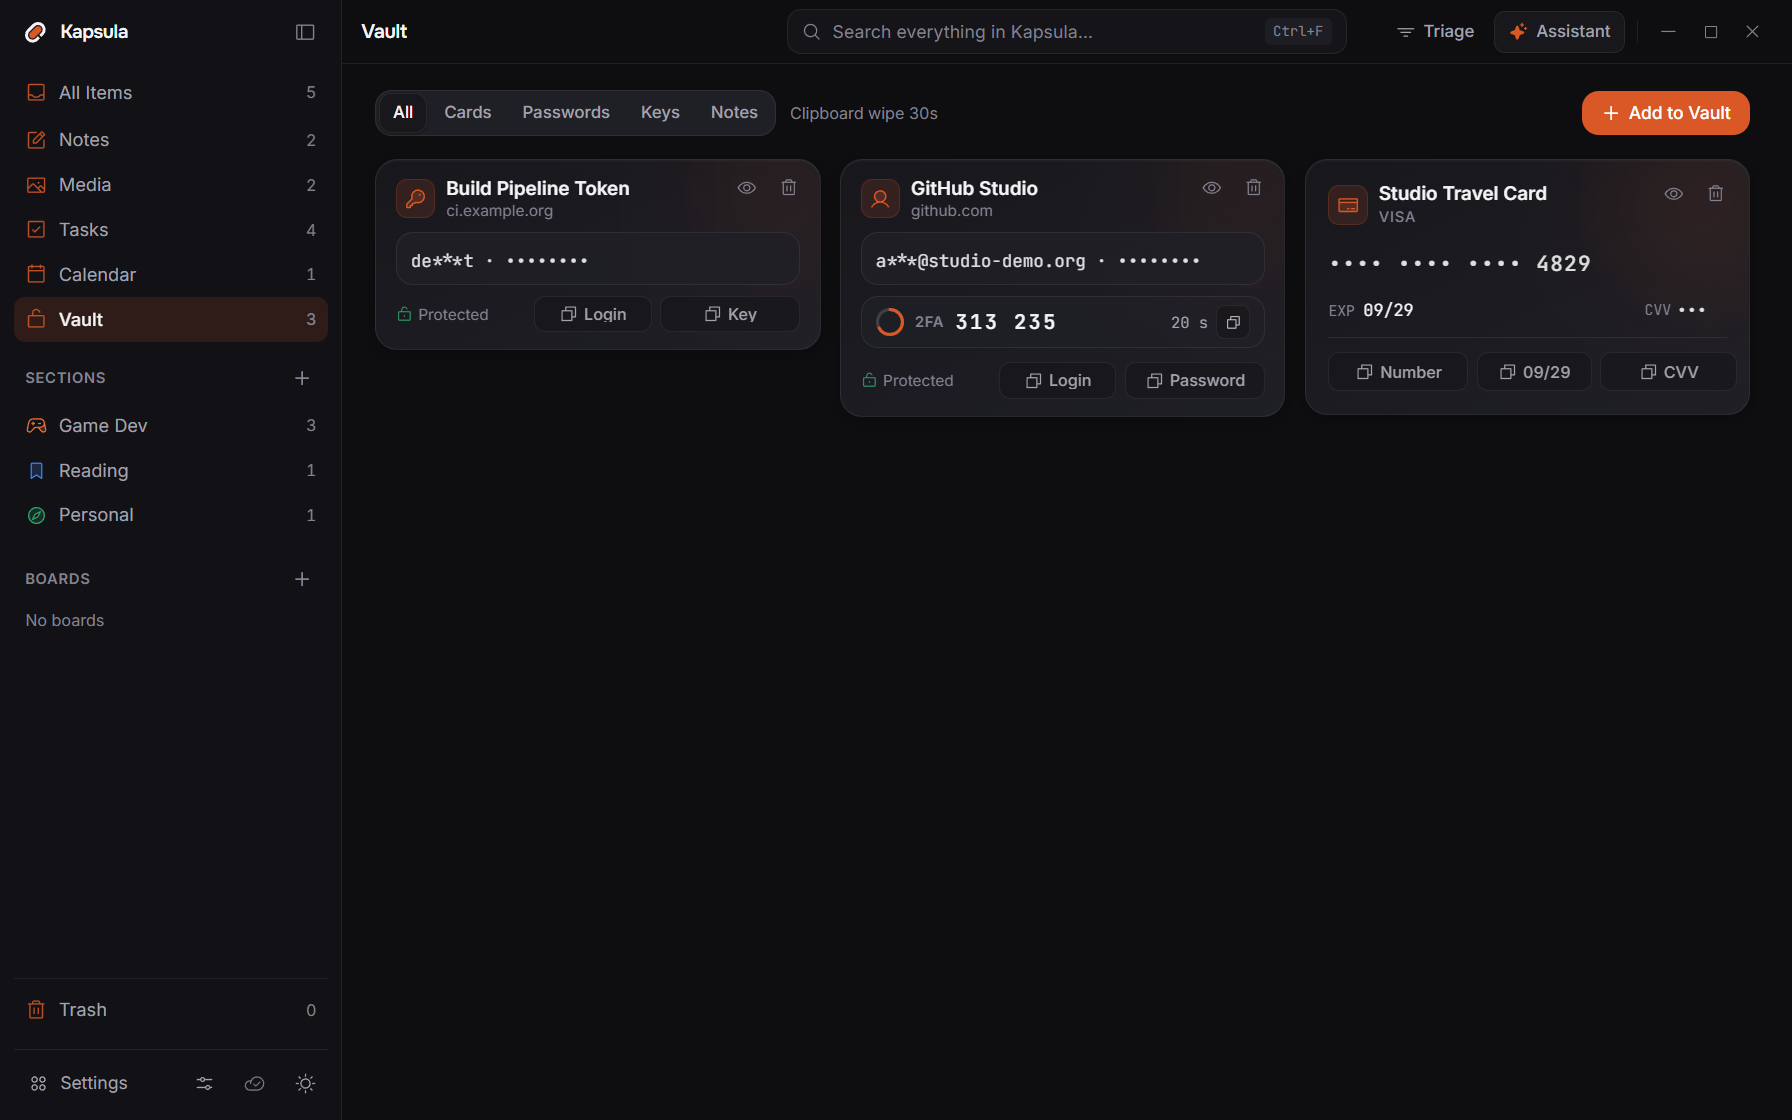 Kapsula
All Items 5
Notes 2
Media 2
Tasks 4
Calendar 1
Vault 3
SECTIONS
Game Dev 3
Reading 1
Personal 1
BOARDS
No boards
Trash 0
Settings
Vault
Search everything in Kapsula... Ctrl+F
Triage
Assistant
All Cards Passwords Keys Notes
Clipboard wipe 30s
Add to Vault
Build Pipeline Token
ci.example.org
de***t · ••••••••
Protected
Login
Key
GitHub Studio
github.com
a***@studio-demo.org · ••••••••
2FA 313 235 20 s
Protected
Login
Password
Studio Travel Card
VISA
•••• •••• •••• 4829
EXP 09/29 CVV •••
Number
09/29
CVV